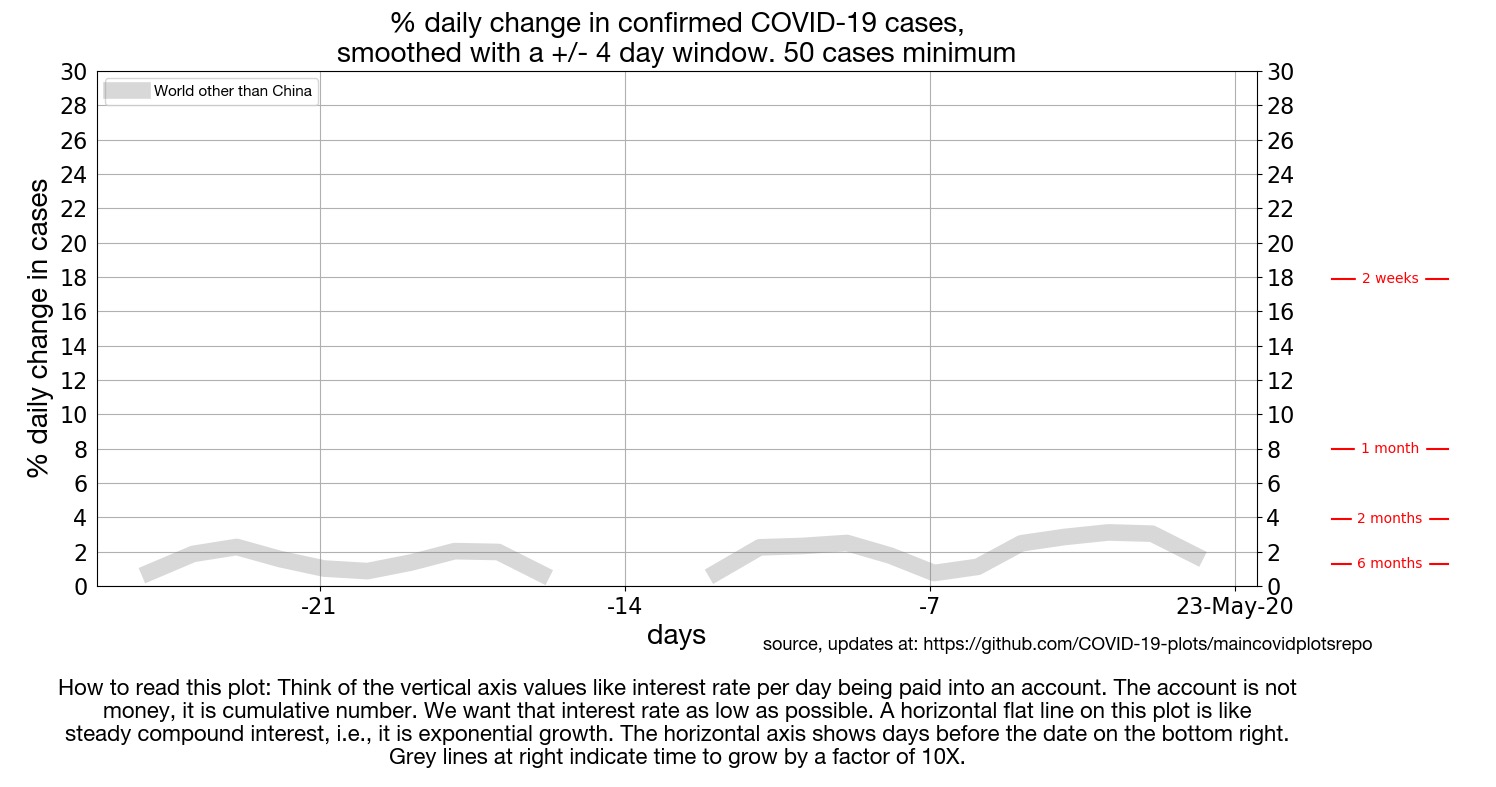 % daily change in confirmed COVID-19 cases,
smoothed with a +/- 4 day window. 50 cases minimum
World other than China
% daily change in cases
30
28
26
24
22
20
18
16
14
12
10
8
6
4
2
0
30
28
26
24
22
20
18
16
14
12
10
8
6
4
2
0
2 weeks
1 month
2 months
6 months
-21
-14
-7
23-May-20
days
source, updates at: https://github.com/COVID-19-plots/maincovidplotsrepo
How to read this plot: Think of the vertical axis values like interest rate per day being paid into an account. The account is not
money, it is cumulative number. We want that interest rate as low as possible. A horizontal flat line on this plot is like
steady compound interest, i.e., it is exponential growth. The horizontal axis shows days before the date on the bottom right.
Grey lines at right indicate time to grow by a factor of 10X.